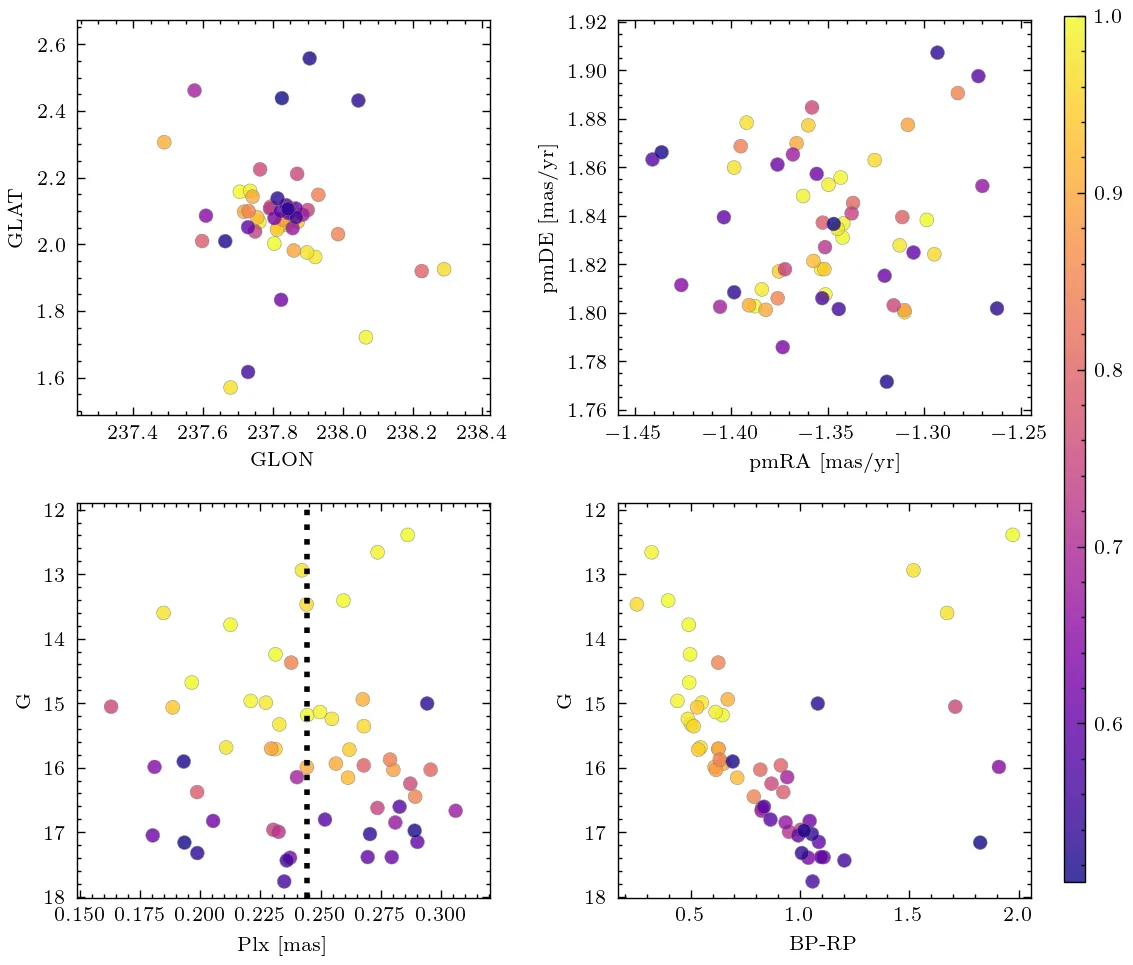 2.6
2.4
2.2
2.0
1.8
1.6
GLAT
237.4 237.6 237.8 238.0 238.2 238.4
GLON
1.92
1.90
1.88
1.86
1.84
1.82
1.80
1.78
1.76
pmDE [mas/yr]
−1.45 −1.40 −1.35 −1.30 −1.25
pmRA [mas/yr]
1.0
0.9
0.8
0.7
0.6
12
13
14
15
16
17
18
G
0.150 0.175 0.200 0.225 0.250 0.275 0.300
Plx [mas]
12
13
14
15
16
17
18
G
0.5 1.0 1.5 2.0
BP-RP